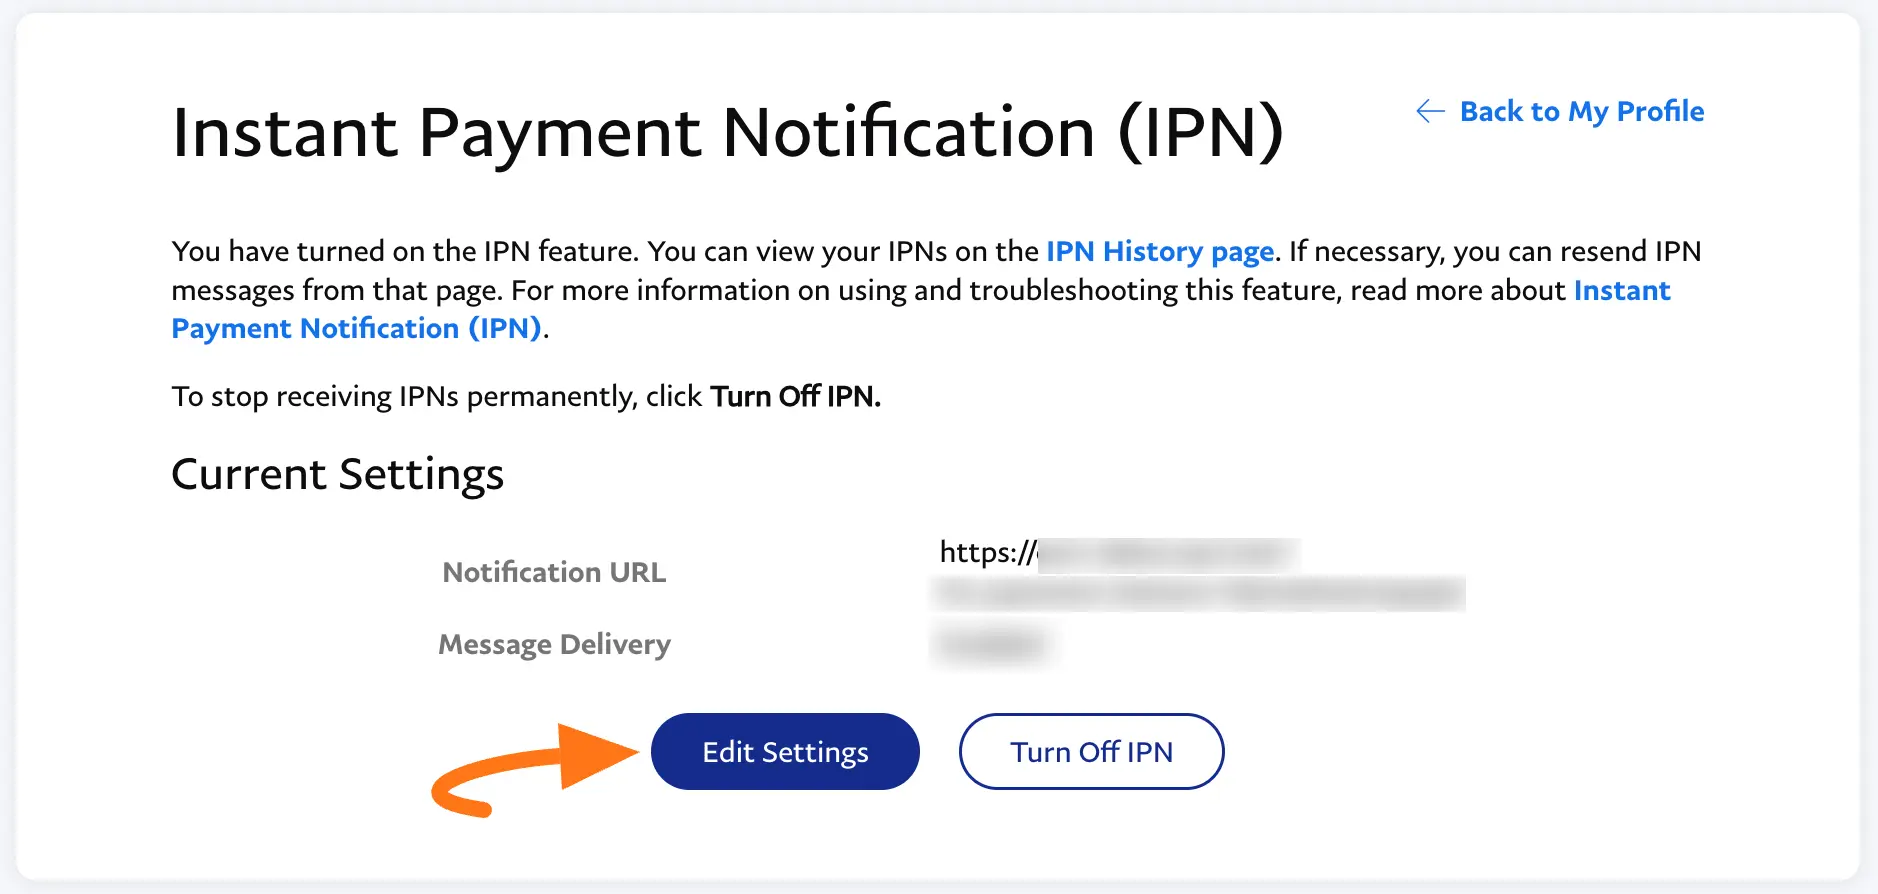 Instant Payment Notification (IPN)
← Back to My Profile
You have turned on the IPN feature. You can view your IPNs on the IPN History page. If necessary, you can resend IPN
messages from that page. For more information on using and troubleshooting this feature, read more about Instant
Payment Notification (IPN).
To stop receiving IPNs permanently, click Turn Off IPN.
Current Settings
Notification URL
https://
Message Delivery
Edit Settings
Turn Off IPN